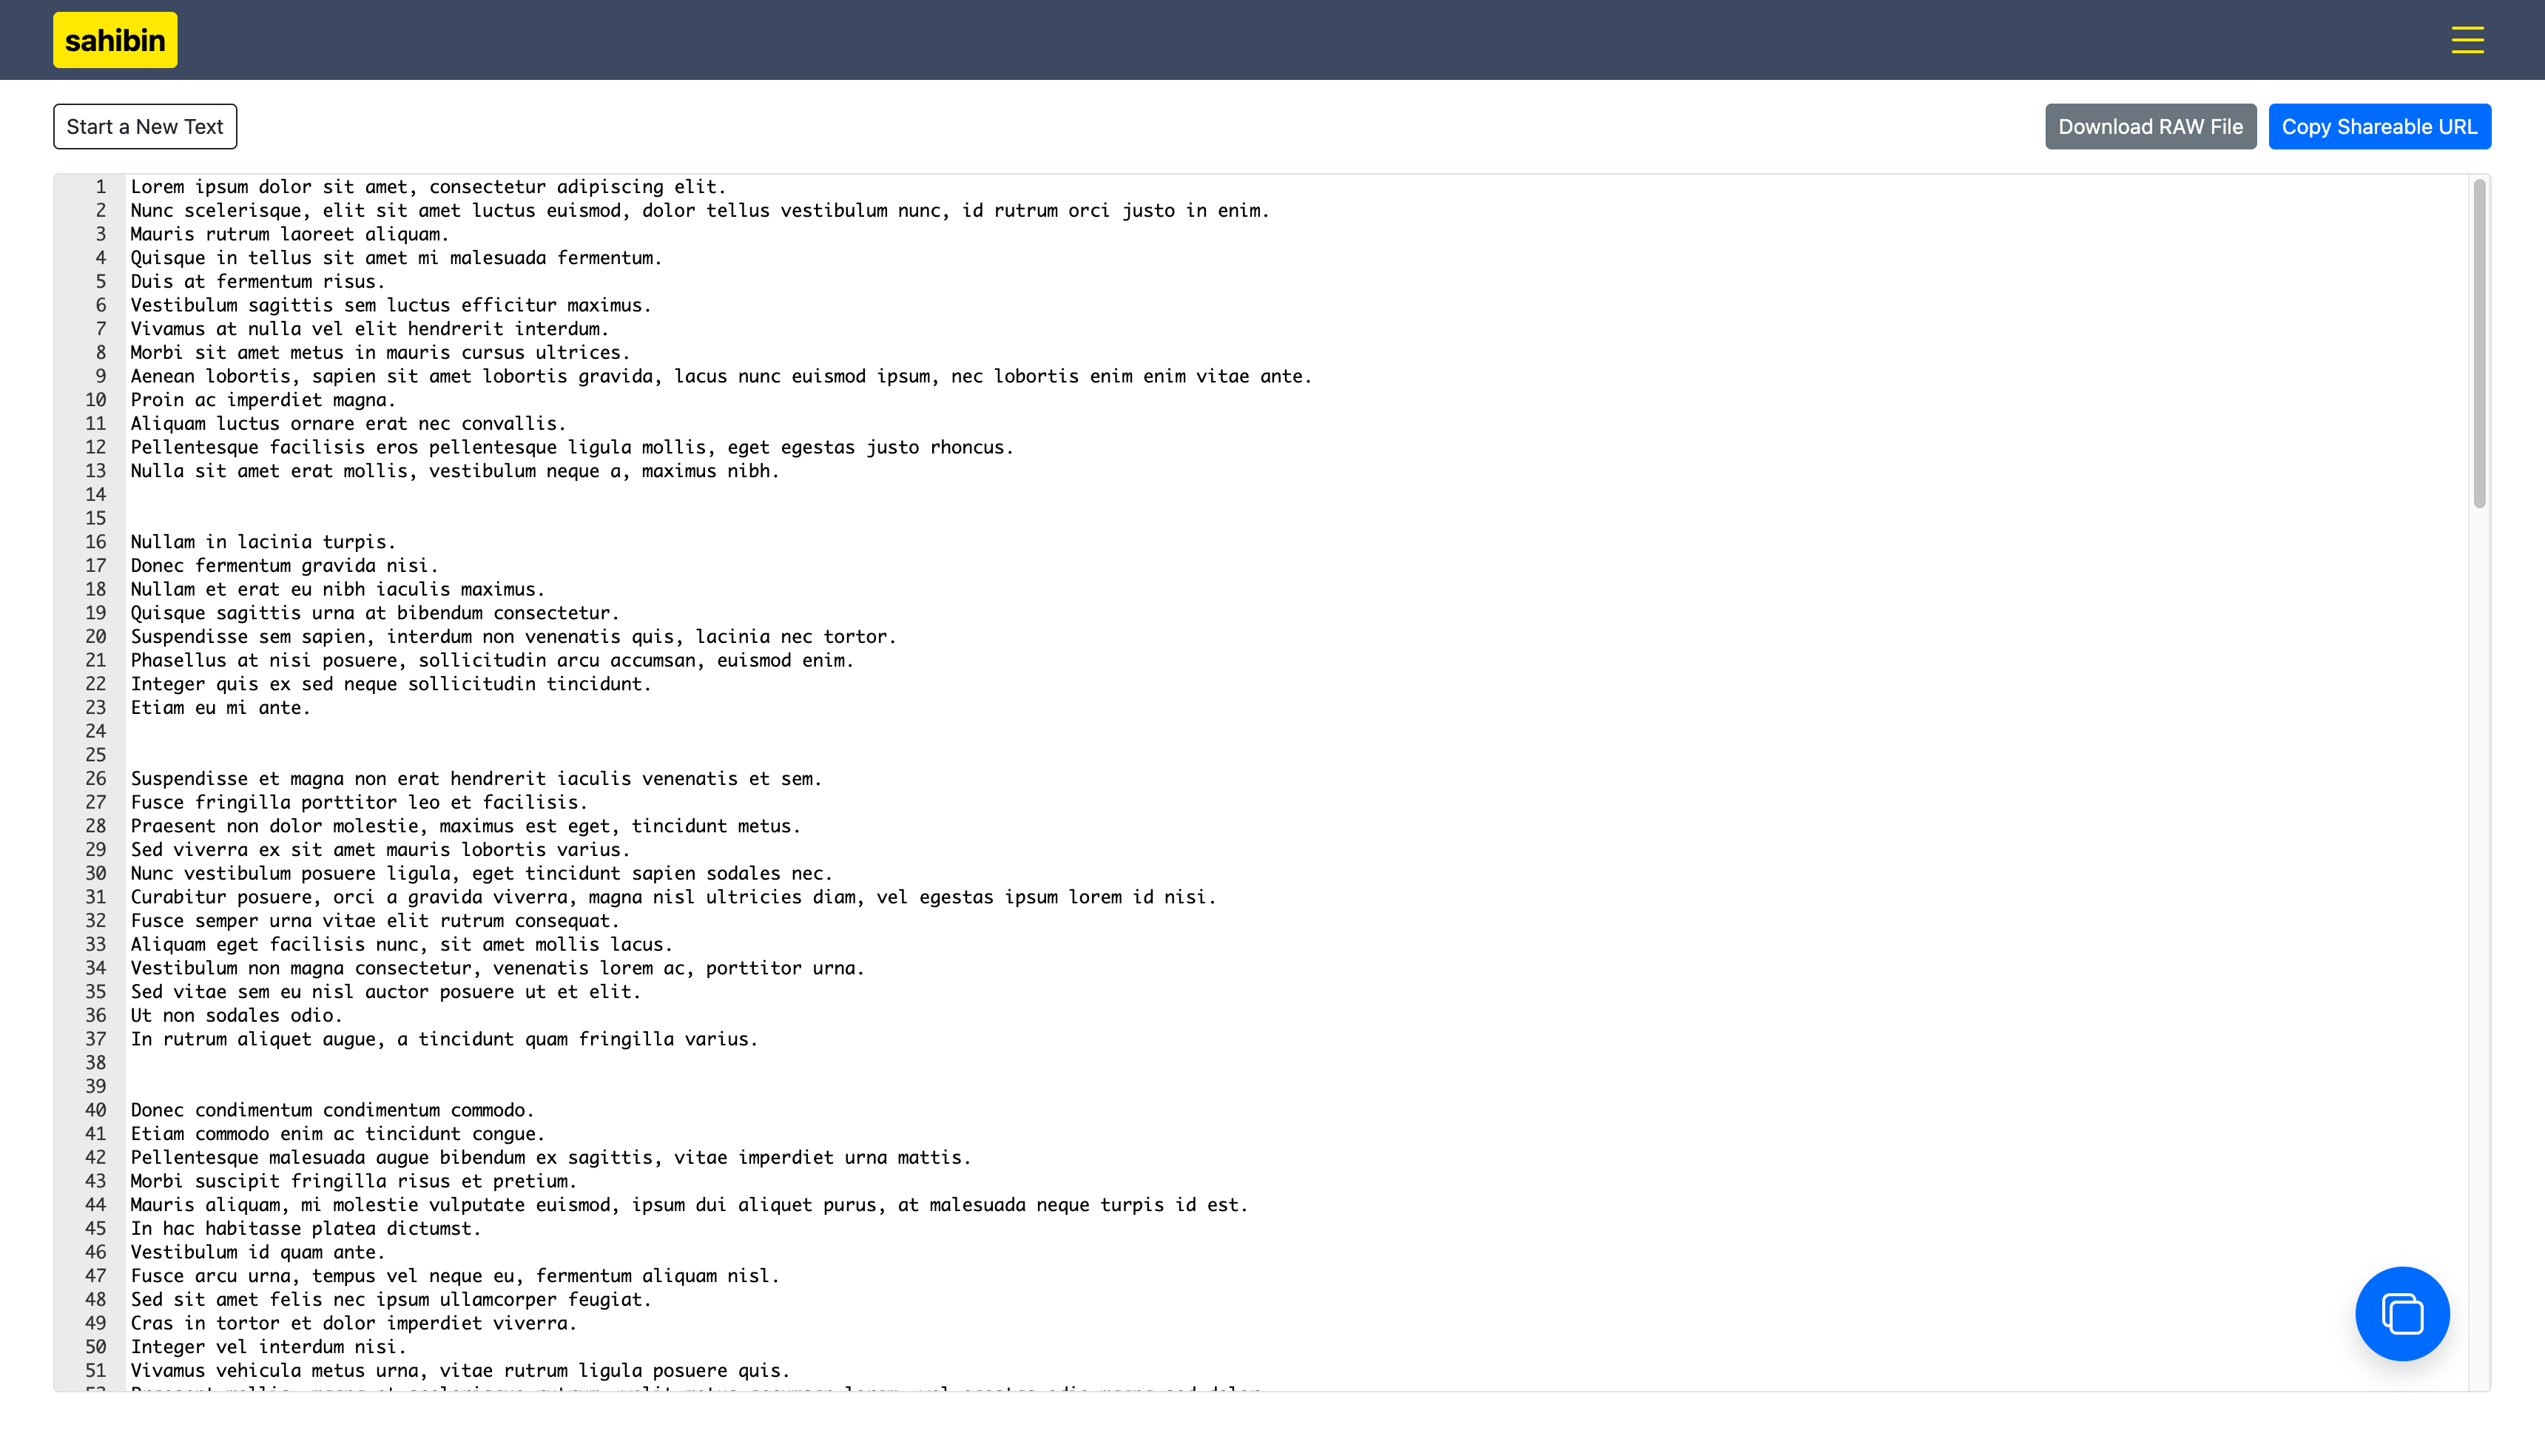 sahibin
Start a New Text
Download RAW File
Copy Shareable URL
1 Lorem ipsum dolor sit amet, consectetur adipiscing elit.
2 Nunc scelerisque, elit sit amet luctus euismod, dolor tellus vestibulum nunc, id rutrum orci justo in enim.
3 Mauris rutrum laoreet aliquam.
4 Quisque in tellus sit amet mi malesuada fermentum.
5 Duis at fermentum risus.
6 Vestibulum sagittis sem luctus efficitur maximus.
7 Vivamus at nulla vel elit hendrerit interdum.
8 Morbi sit amet metus in mauris cursus ultrices.
9 Aenean lobortis, sapien sit amet lobortis gravida, lacus nunc euismod ipsum, nec lobortis enim enim vitae ante.
10 Proin ac imperdiet magna.
11 Aliquam luctus ornare erat nec convallis.
12 Pellentesque facilisis eros pellentesque ligula mollis, eget egestas justo rhoncus.
13 Nulla sit amet erat mollis, vestibulum neque a, maximus nibh.
14
15
16 Nullam in lacinia turpis.
17 Donec fermentum gravida nisi.
18 Nullam et erat eu nibh iaculis maximus.
19 Quisque sagittis urna at bibendum consectetur.
20 Suspendisse sem sapien, interdum non venenatis quis, lacinia nec tortor.
21 Phasellus at nisi posuere, sollicitudin arcu accumsan, euismod enim.
22 Integer quis ex sed neque sollicitudin tincidunt.
23 Etiam eu mi ante.
24
25
26 Suspendisse et magna non erat hendrerit iaculis venenatis et sem.
27 Fusce fringilla porttitor leo et facilisis.
28 Praesent non dolor molestie, maximus est eget, tincidunt metus.
29 Sed viverra ex sit amet mauris lobortis varius.
30 Nunc vestibulum posuere ligula, eget tincidunt sapien sodales nec.
31 Curabitur posuere, orci a gravida viverra, magna nisl ultricies diam, vel egestas ipsum lorem id nisi.
32 Fusce semper urna vitae elit rutrum consequat.
33 Aliquam eget facilisis nunc, sit amet mollis lacus.
34 Vestibulum non magna consectetur, venenatis lorem ac, porttitor urna.
35 Sed vitae sem eu nisl auctor posuere ut et elit.
36 Ut non sodales odio.
37 In rutrum aliquet augue, a tincidunt quam fringilla varius.
38
39
40 Donec condimentum condimentum commodo.
41 Etiam commodo enim ac tincidunt congue.
42 Pellentesque malesuada augue bibendum ex sagittis, vitae imperdiet urna mattis.
43 Morbi suscipit fringilla risus et pretium.
44 Mauris aliquam, mi molestie vulputate euismod, ipsum dui aliquet purus, at malesuada neque turpis id est.
45 In hac habitasse platea dictumst.
46 Vestibulum id quam ante.
47 Fusce arcu urna, tempus vel neque eu, fermentum aliquam nisl.
48 Sed sit amet felis nec ipsum ullamcorper feugiat.
49 Cras in tortor et dolor imperdiet viverra.
50 Integer vel interdum nisi.
51 Vivamus vehicula metus urna, vitae rutrum ligula posuere quis.